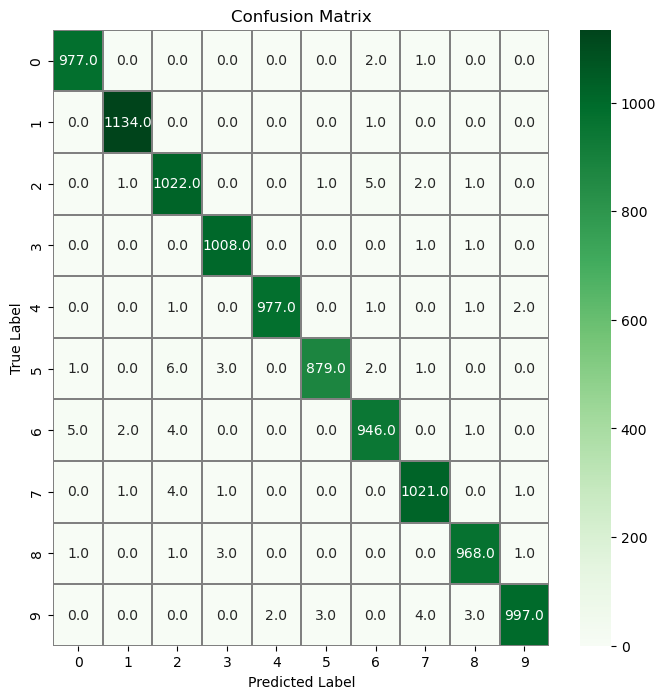 Confusion Matrix
0 977.0 0.0 0.0 0.0 0.0 0.0 2.0 1.0 0.0 0.0
1 0.0 1134.0 0.0 0.0 0.0 0.0 1.0 0.0 0.0 0.0
2 0.0 1.0 1022.0 0.0 0.0 1.0 5.0 2.0 1.0 0.0
3 0.0 0.0 0.0 1008.0 0.0 0.0 0.0 1.0 1.0 0.0
4 0.0 0.0 1.0 0.0 977.0 0.0 1.0 0.0 1.0 2.0
5 1.0 0.0 6.0 3.0 0.0 879.0 2.0 1.0 0.0 0.0
6 5.0 2.0 4.0 0.0 0.0 0.0 946.0 0.0 1.0 0.0
7 0.0 1.0 4.0 1.0 0.0 0.0 0.0 1021.0 0.0 1.0
8 1.0 0.0 1.0 3.0 0.0 0.0 0.0 0.0 968.0 1.0
9 0.0 0.0 0.0 0.0 2.0 3.0 0.0 4.0 3.0 997.0
0 1 2 3 4 5 6 7 8 9
Predicted Label
True Label
1000
800
600
400
200
0